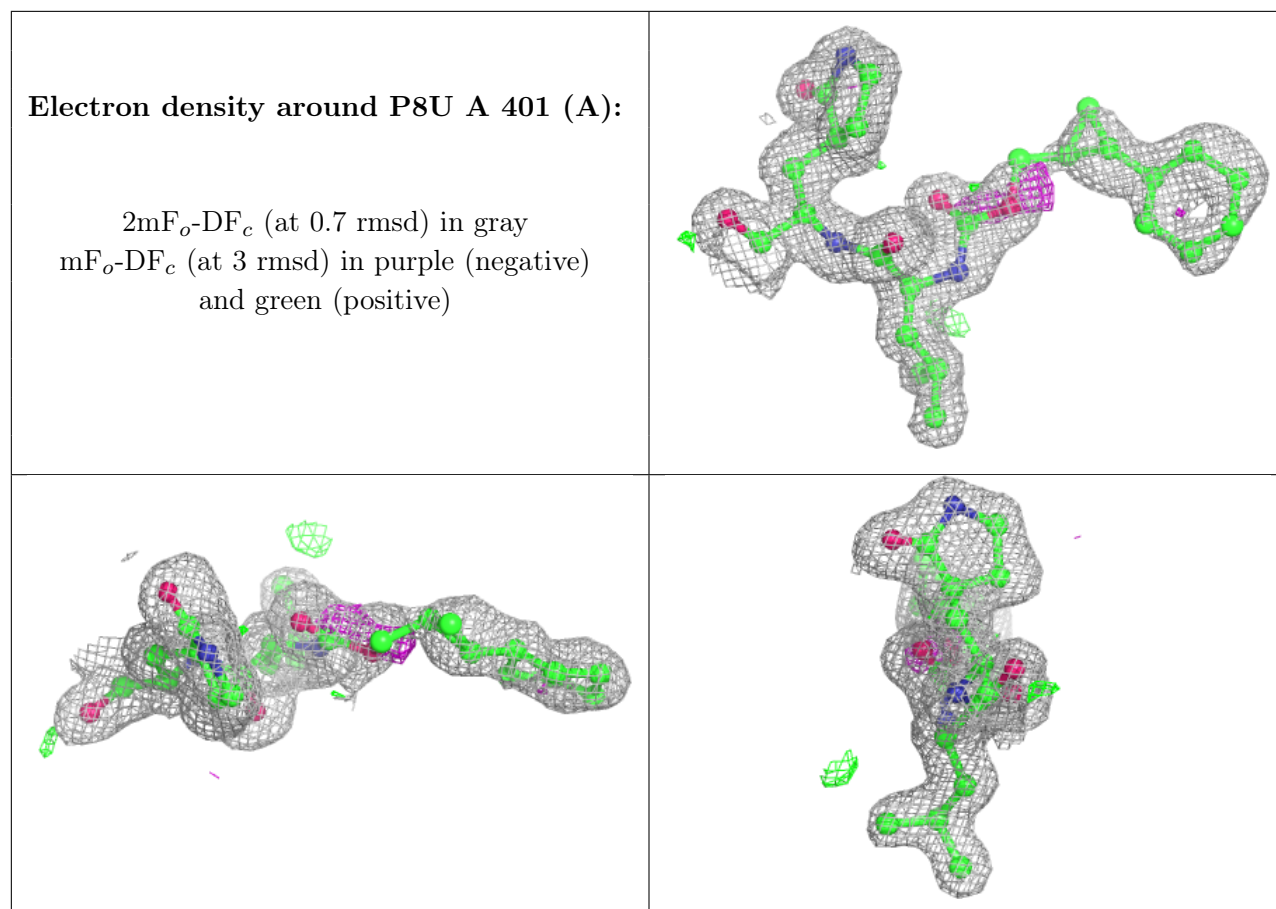 Electron density around P8U A 401 (A):
2mFₒ-DF𝒸 (at 0.7 rmsd) in gray
mFₒ-DF𝒸 (at 3 rmsd) in purple (negative)
and green (positive)